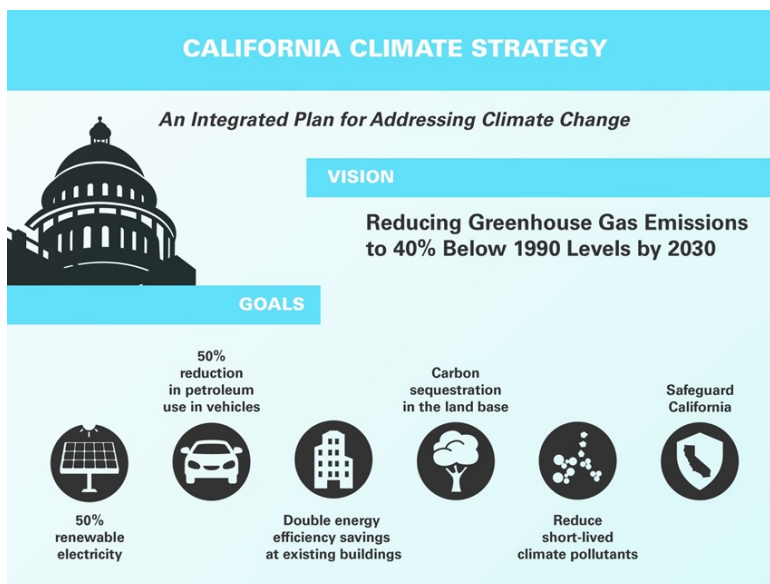 CALIFORNIA CLIMATE STRATEGY
An Integrated Plan for Addressing Climate Change
VISION
Reducing Greenhouse Gas Emissions
to 40% Below 1990 Levels by 2030
GOALS
50%
renewable
electricity
50%
reduction
in petroleum
use in vehicles
Double energy
efficiency savings
at existing buildings
Carbon
sequestration
in the land base
Reduce
short-lived
climate pollutants
Safeguard
California